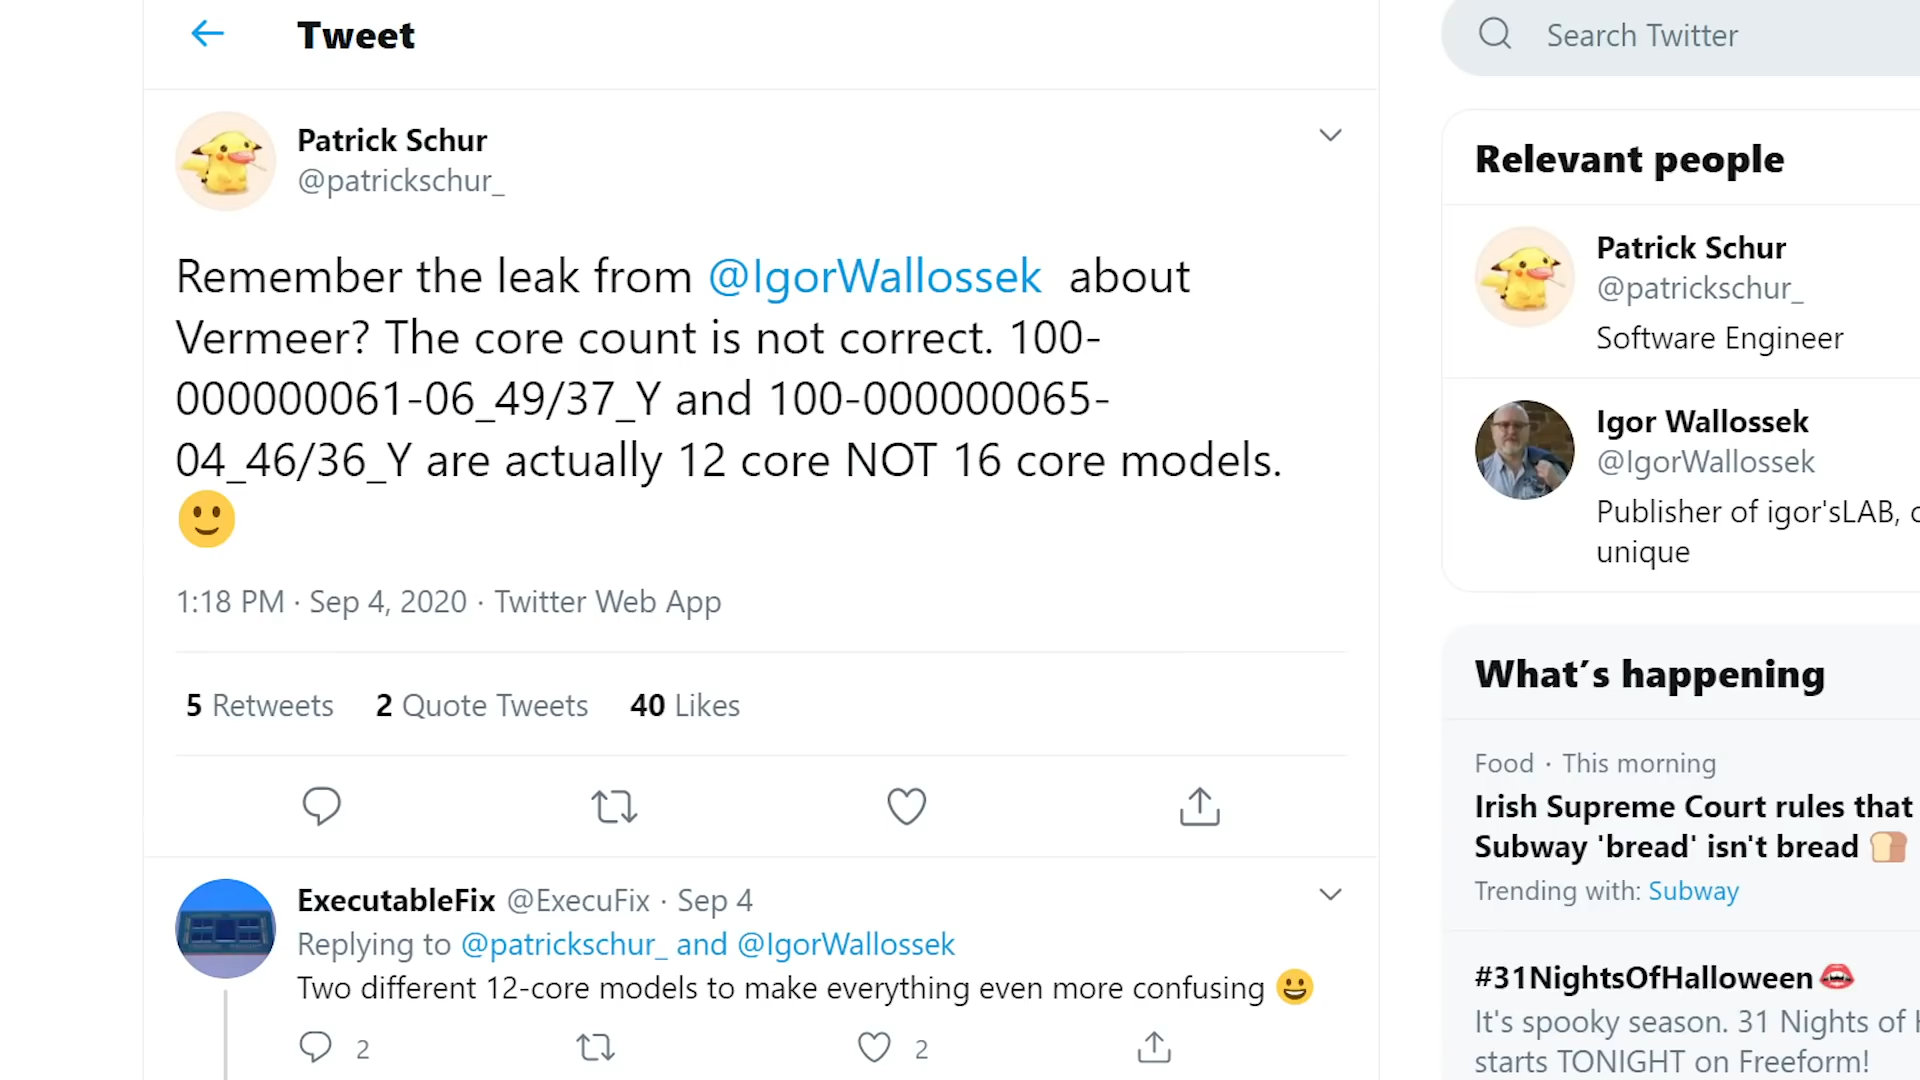 Tweet
Search Twitter
Patrick Schur
@patrickschur_
Remember the leak from @IgorWallossek about
Vermeer? The core count is not correct. 100-
000000061-06_49/37_Y and 100-000000065-
04_46/36_Y are actually 12 core NOT 16 core models.
🙂
1:18 PM · Sep 4, 2020 · Twitter Web App
5 Retweets 2 Quote Tweets 40 Likes
ExecutableFix @ExecuFix · Sep 4
Replying to @patrickschur_ and @IgorWallossek
Two different 12-core models to make everything even more confusing 😀
2 2
Relevant people
Patrick Schur
@patrickschur_
Software Engineer
Igor Wallossek
@IgorWallossek
Publisher of igor'sLAB,
unique
What's happening
Food · This morning
Irish Supreme Court rules that
Subway 'bread' isn't bread 🍞
Trending with: Subway
#31NightsOfHalloween 🫦
It's spooky season. 31 Nights of
starts TONIGHT on Freeform!